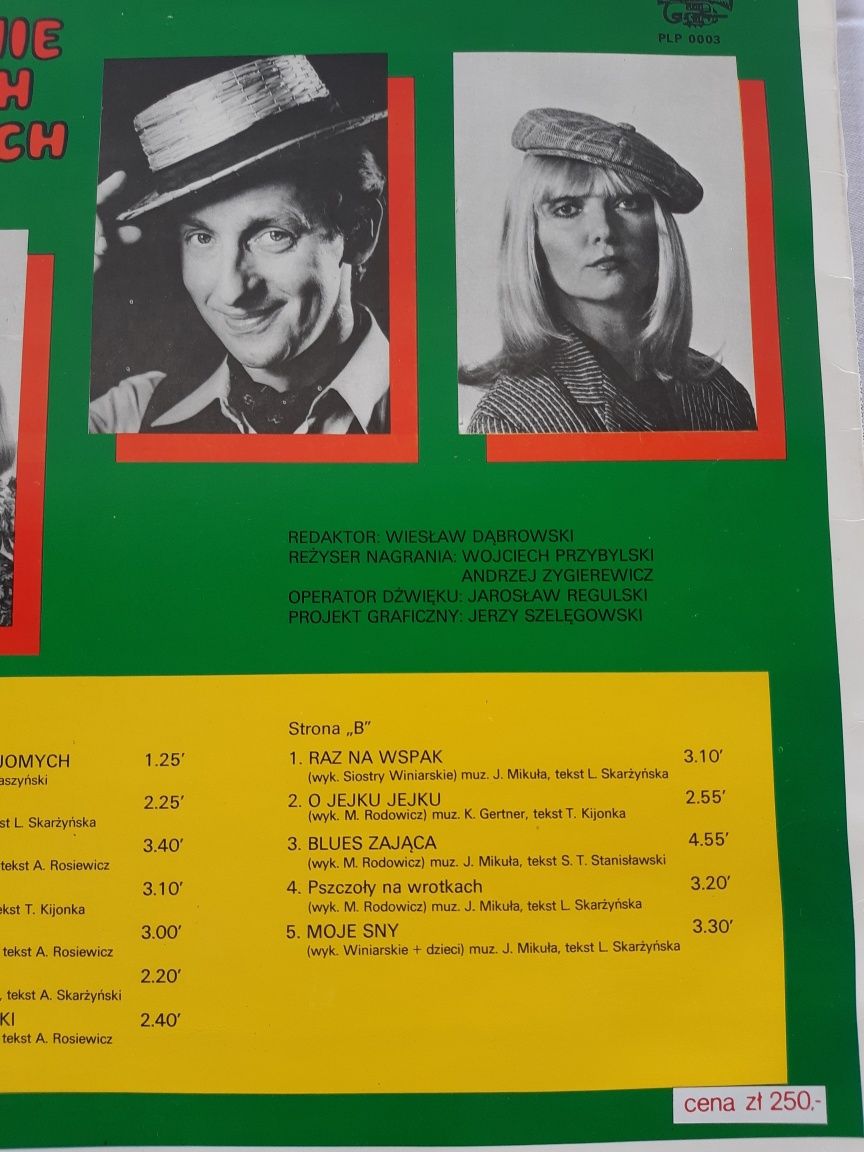 NIE
H
CH
PLP 0003
REDAKTOR: WIESŁAW DĄBROWSKI
REŻYSER NAGRANIA: WOJCIECH PRZYBYLSKI
ANDRZEJ ZYGIEREWICZ
OPERATOR DŹWIĘKU: JAROSŁAW REGULSKI
PROJEKT GRAFICZNY: JERZY SZELĘGOWSKI
JOMYCH 1.25′
aszyński
2.25′
st L. Skarżyńska
3.40′
tekst A. Rosiewicz
3.10′
ekst T. Kijonka
3.00′
tekst A. Rosiewicz
2.20′
, tekst A. Skarżyński
KI 2.40′
tekst A. Rosiewicz
Strona „B”
1. RAZ NA WSPAK 3.10′
(wyk. Siostry Winiarskie) muz. J. Mikuła, tekst L. Skarżyńska
2. O JEJKU JEJKU 2.55′
(wyk. M. Rodowicz) muz. K. Gertner, tekst T. Kijonka
3. BLUES ZAJĄCA 4.55′
(wyk. M. Rodowicz) muz. J. Mikuła, tekst S. T. Stanisławski
4. Pszczoły na wrotkach 3.20′
(wyk. M. Rodowicz) muz. J. Mikuła, tekst L. Skarżyńska
5. MOJE SNY 3.30′
(wyk. Winiarskie + dzieci) muz. J. Mikuła, tekst L. Skarżyńska
cena zł 250,-